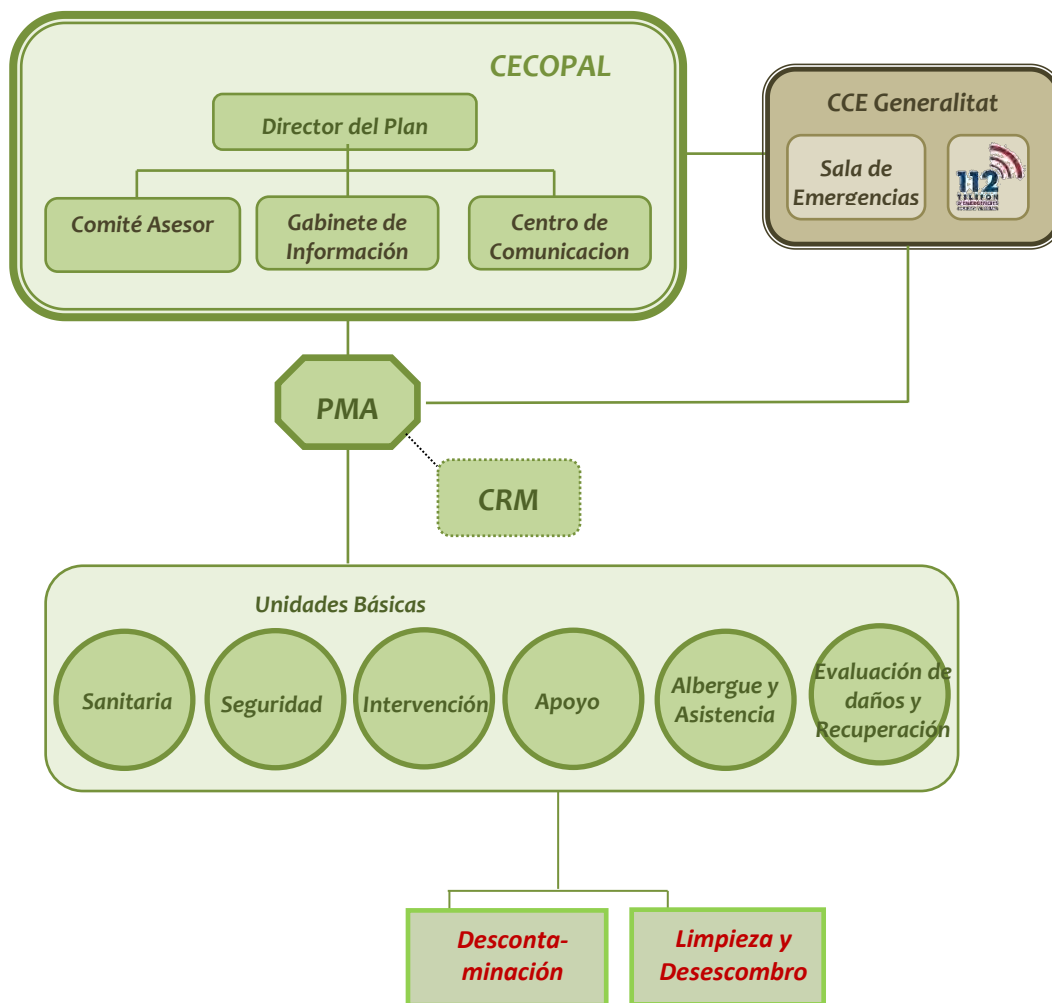 CECOPAL
Director del Plan
Comité Asesor
Gabinete de
Información
Centro de
Comunicacion
CCE Generalitat
Sala de
Emergencias
112
PMA
CRM
Unidades Básicas
Sanitaria
Seguridad
Intervención
Apoyo
Albergue y
Asistencia
Evaluación de
daños y
Recuperación
Desconta-
minación
Limpieza y
Desescombro